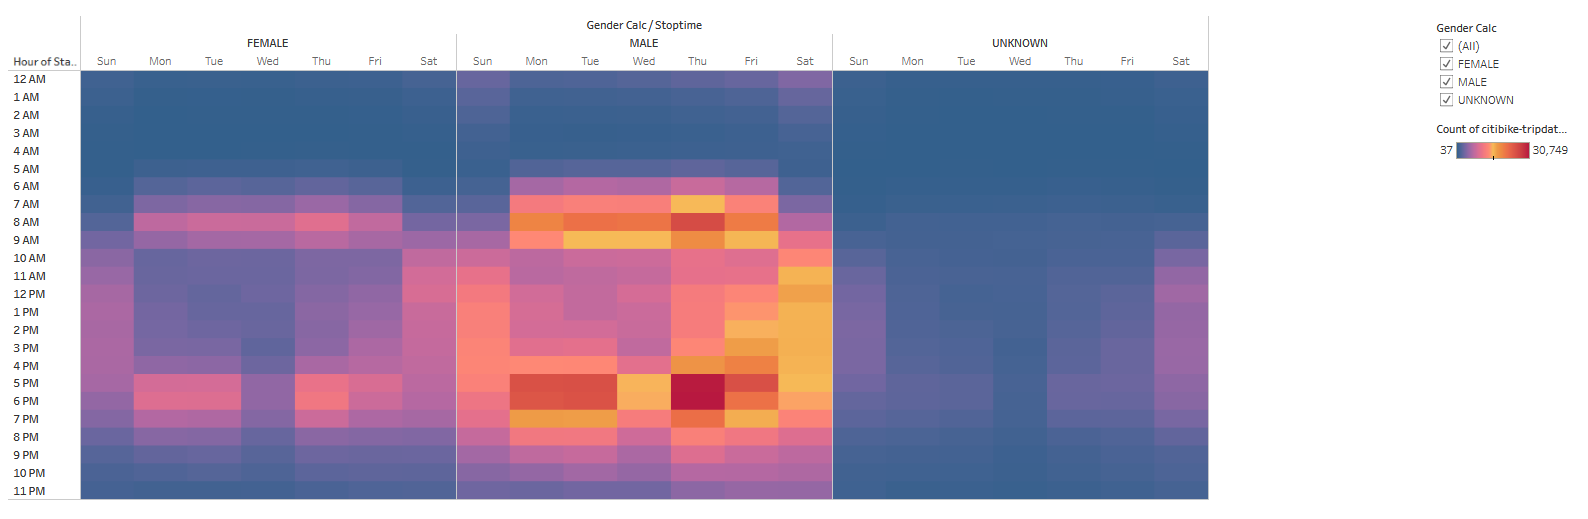 Gender Calc / Stoptime
FEMALE MALE UNKNOWN
Hour of Sta.. Sun Mon Tue Wed Thu Fri Sat Sun Mon Tue Wed Thu Fri Sat Sun Mon Tue Wed Thu Fri Sat
12 AM
1 AM
2 AM
3 AM
4 AM
5 AM
6 AM
7 AM
8 AM
9 AM
10 AM
11 AM
12 PM
1 PM
2 PM
3 PM
4 PM
5 PM
6 PM
7 PM
8 PM
9 PM
10 PM
11 PM
Gender Calc
(All)
FEMALE
MALE
UNKNOWN
Count of citibike-tripdat...
37 30,749